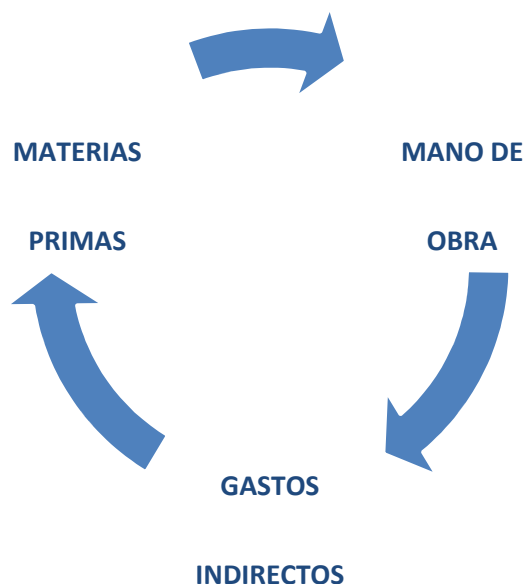 MATERIAS
PRIMAS
MANO DE
OBRA
GASTOS
INDIRECTOS